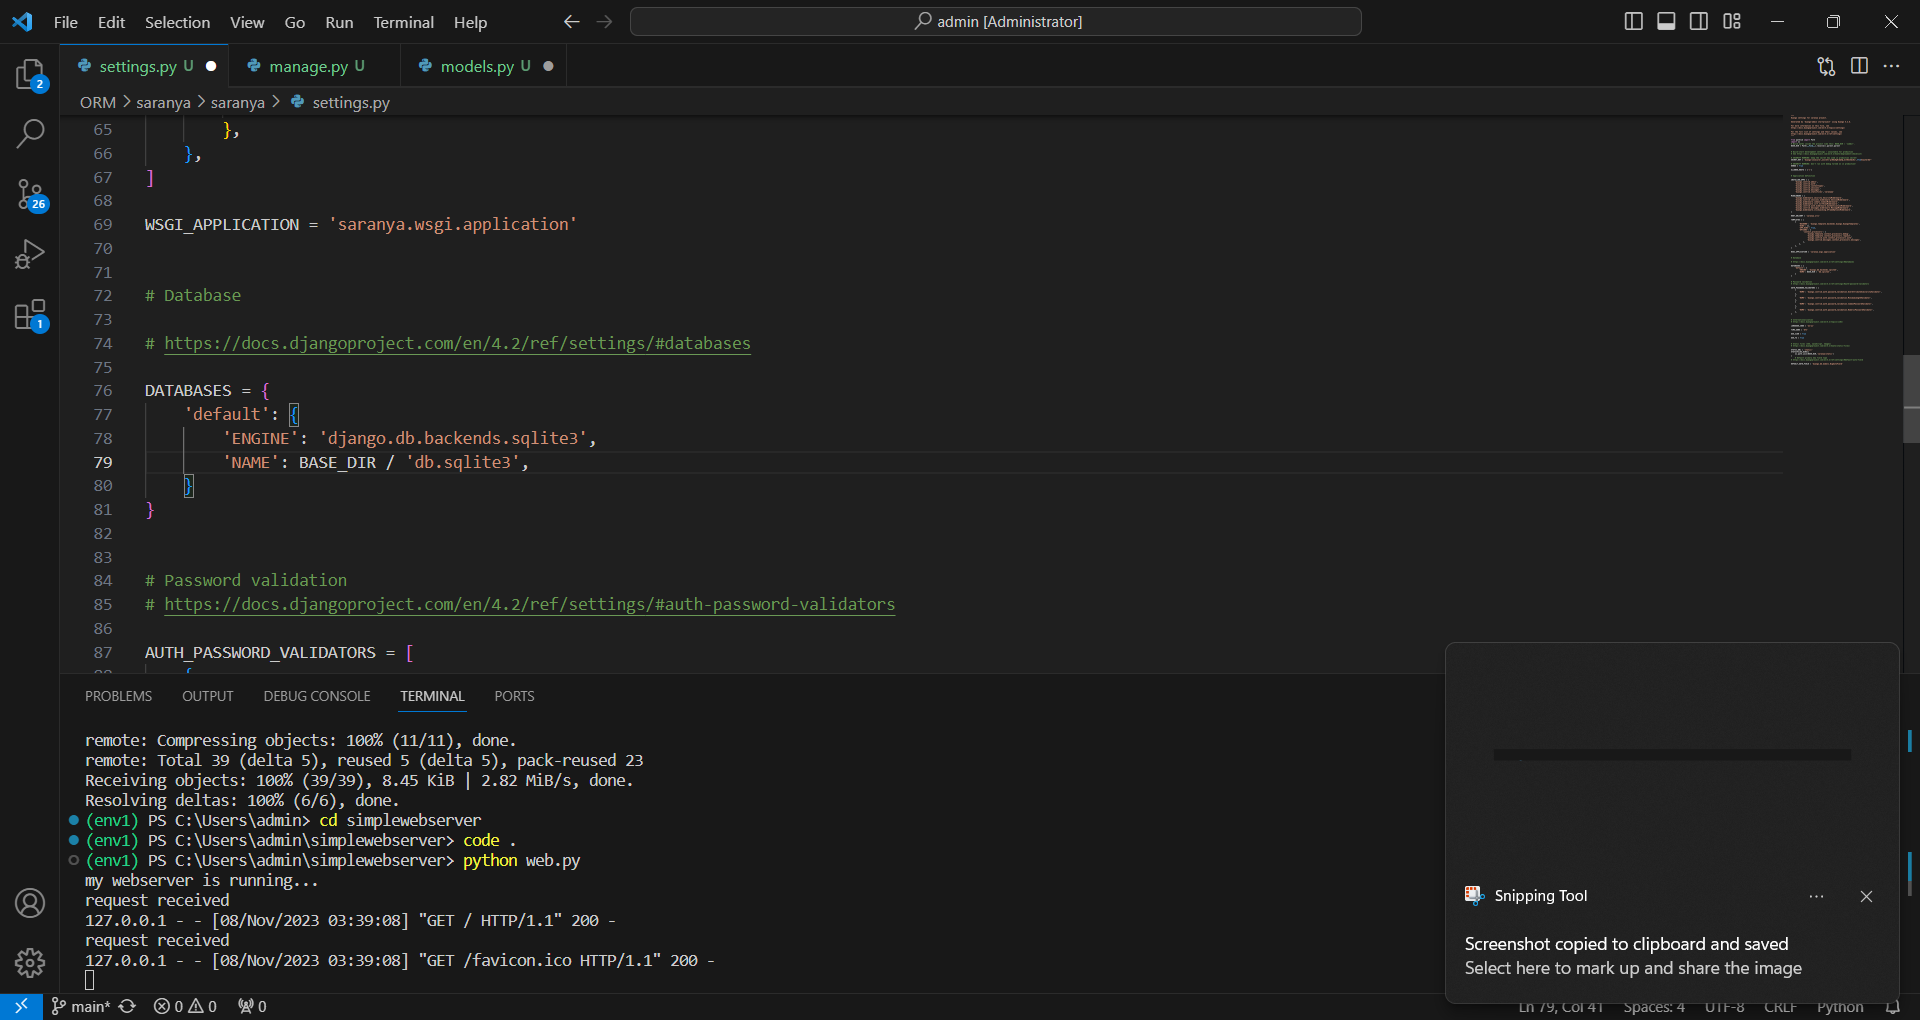 File Edit Selection View Go Run Terminal Help
admin [Administrator]
settings.py U
manage.py U
models.py U
ORM > saranya > saranya > settings.py
2
26
1
65 },
66 },
67 ]
68
69 WSGI_APPLICATION = 'saranya.wsgi.application'
70
71
72 # Database
73
74 # https://docs.djangoproject.com/en/4.2/ref/settings/#databases
75
76 DATABASES = {
77 'default': {
78 'ENGINE': 'django.db.backends.sqlite3',
79 'NAME': BASE_DIR / 'db.sqlite3',
80 }
81 }
82
83
84 # Password validation
85 # https://docs.djangoproject.com/en/4.2/ref/settings/#auth-password-validators
86
87 AUTH_PASSWORD_VALIDATORS = [
PROBLEMS OUTPUT DEBUG CONSOLE TERMINAL PORTS
remote: Compressing objects: 100% (11/11), done.
remote: Total 39 (delta 5), reused 5 (delta 5), pack-reused 23
Receiving objects: 100% (39/39), 8.45 KiB | 2.82 MiB/s, done.
Resolving deltas: 100% (6/6), done.
(env1) PS C:\Users\admin> cd simplewebserver
(env1) PS C:\Users\admin\simplewebserver> code .
(env1) PS C:\Users\admin\simplewebserver> python web.py
my webserver is running...
request received
127.0.0.1 - - [08/Nov/2023 03:39:08] "GET / HTTP/1.1" 200 -
request received
127.0.0.1 - - [08/Nov/2023 03:39:08] "GET /favicon.ico HTTP/1.1" 200 -
Snipping Tool
Screenshot copied to clipboard and saved
Select here to mark up and share the image
main* 0 0 0
Ln 79, Col 41 Spaces: 4 UTF-8 CRLF Python